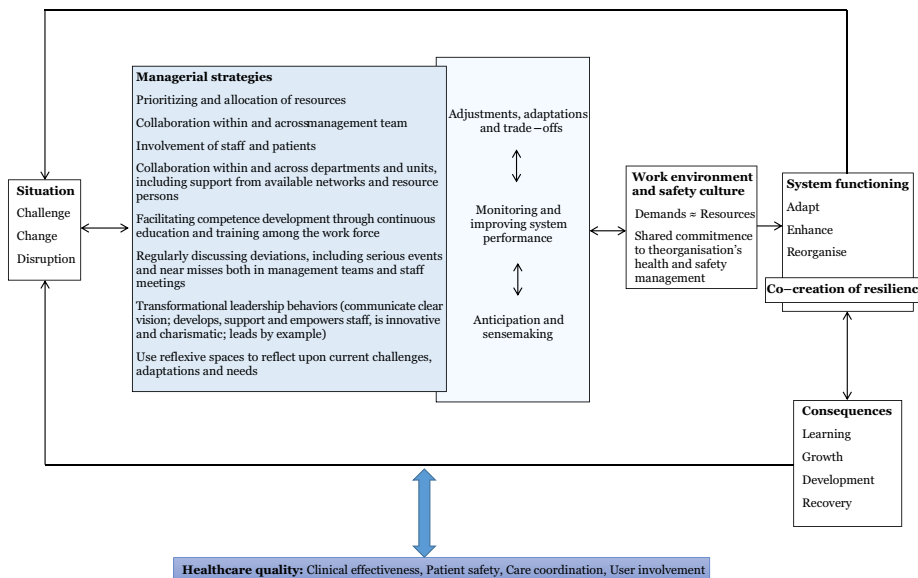 Situation
Challenge
Change
Disruption
Managerial strategies
Prioritizing and allocation of resources
Collaboration within and acrossmanagement team
Involvement of staff and patients
Collaboration within and across departments and units,
including support from available networks and resource
persons
Facilitating competence development through continuous
education and training among the work force
Regularly discussing deviations, including serious events
and near misses both in management teams and staff
meetings
Transformational leadership behaviors (communicate clear
vision; develops, support and empowers staff, is innovative
and charismatic; leads by example)
Use reflexive spaces to reflect upon current challenges,
adaptations and needs
Adjustments, adaptations
and trade–offs
Monitoring and
improving system
performance
Anticipation and
sensemaking
Work environment
and safety culture
Demands ≈ Resources
Shared commitmence
to theorganisation's
health and safety
management
System functioning
Adapt
Enhance
Reorganise
Co–creation of resilienc
Consequences
Learning
Growth
Development
Recovery
Healthcare quality: Clinical effectiveness, Patient safety, Care coordination, User involvement